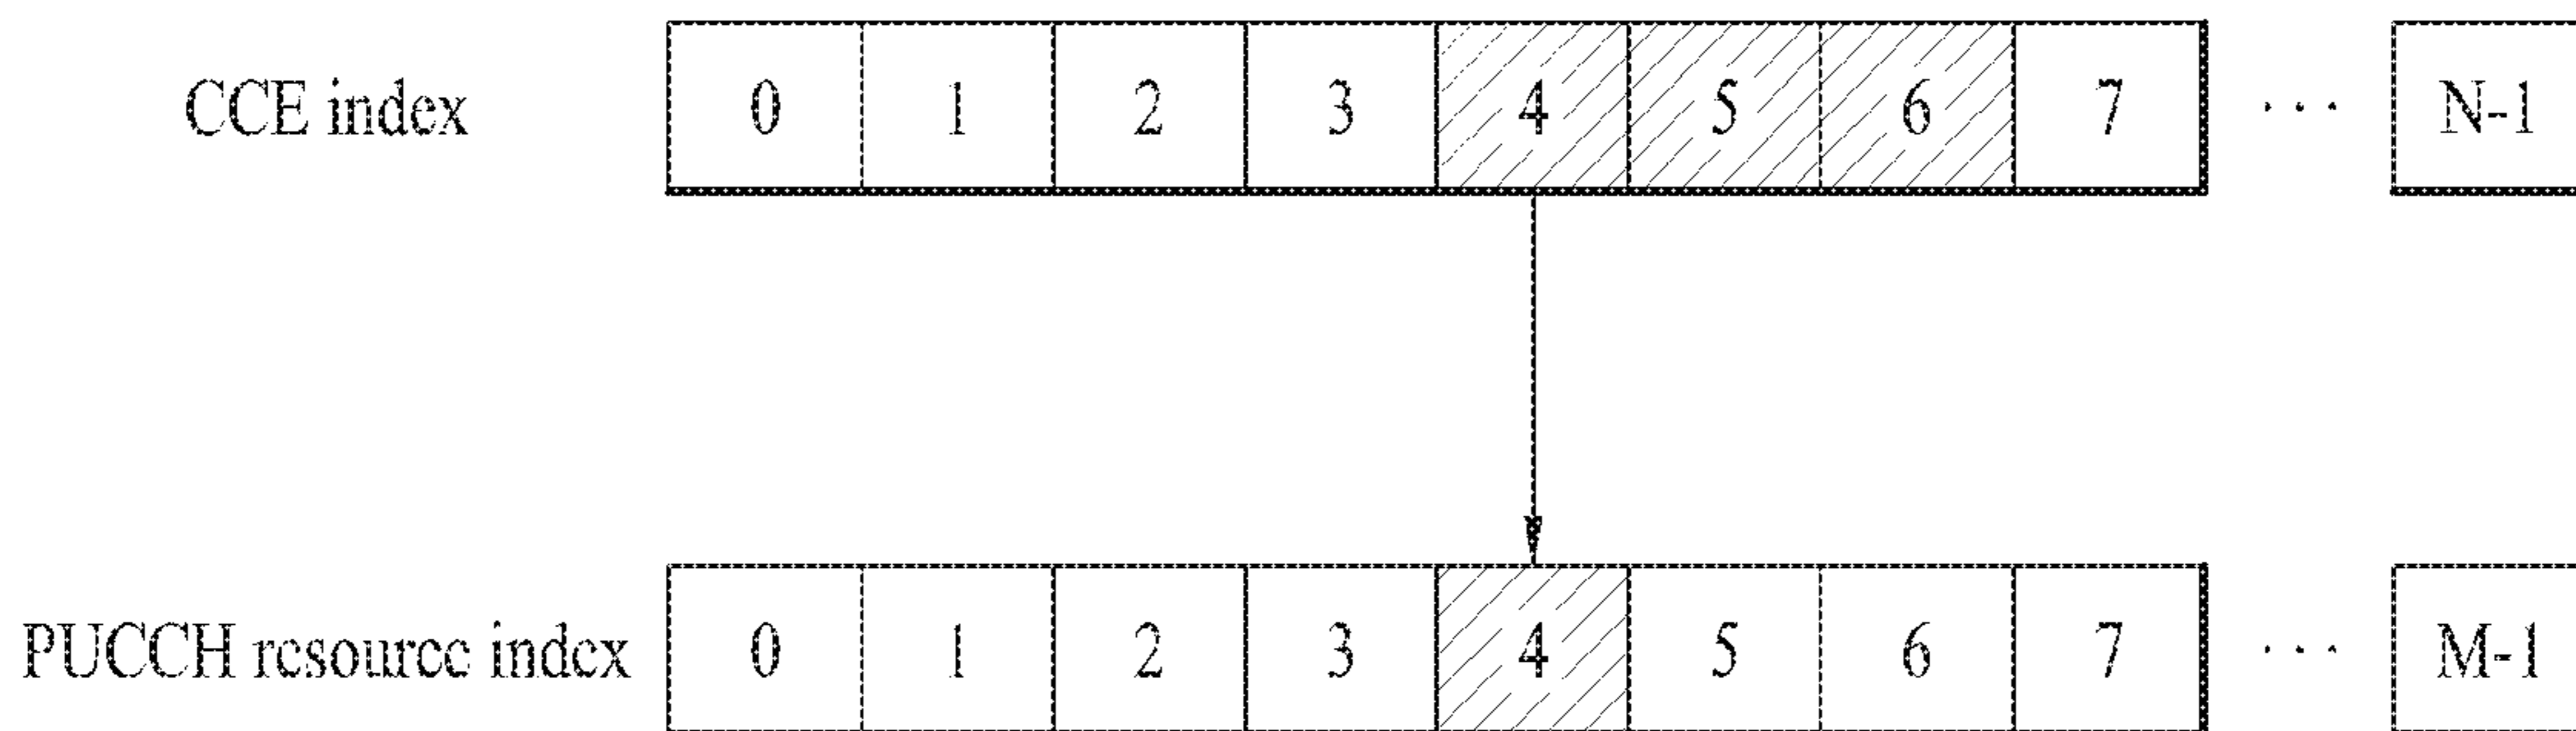 CCE index 0 1 2 3 4 5 6 7 ... N-1
PUCCH resource index 0 1 2 3 4 5 6 7 ... M-1